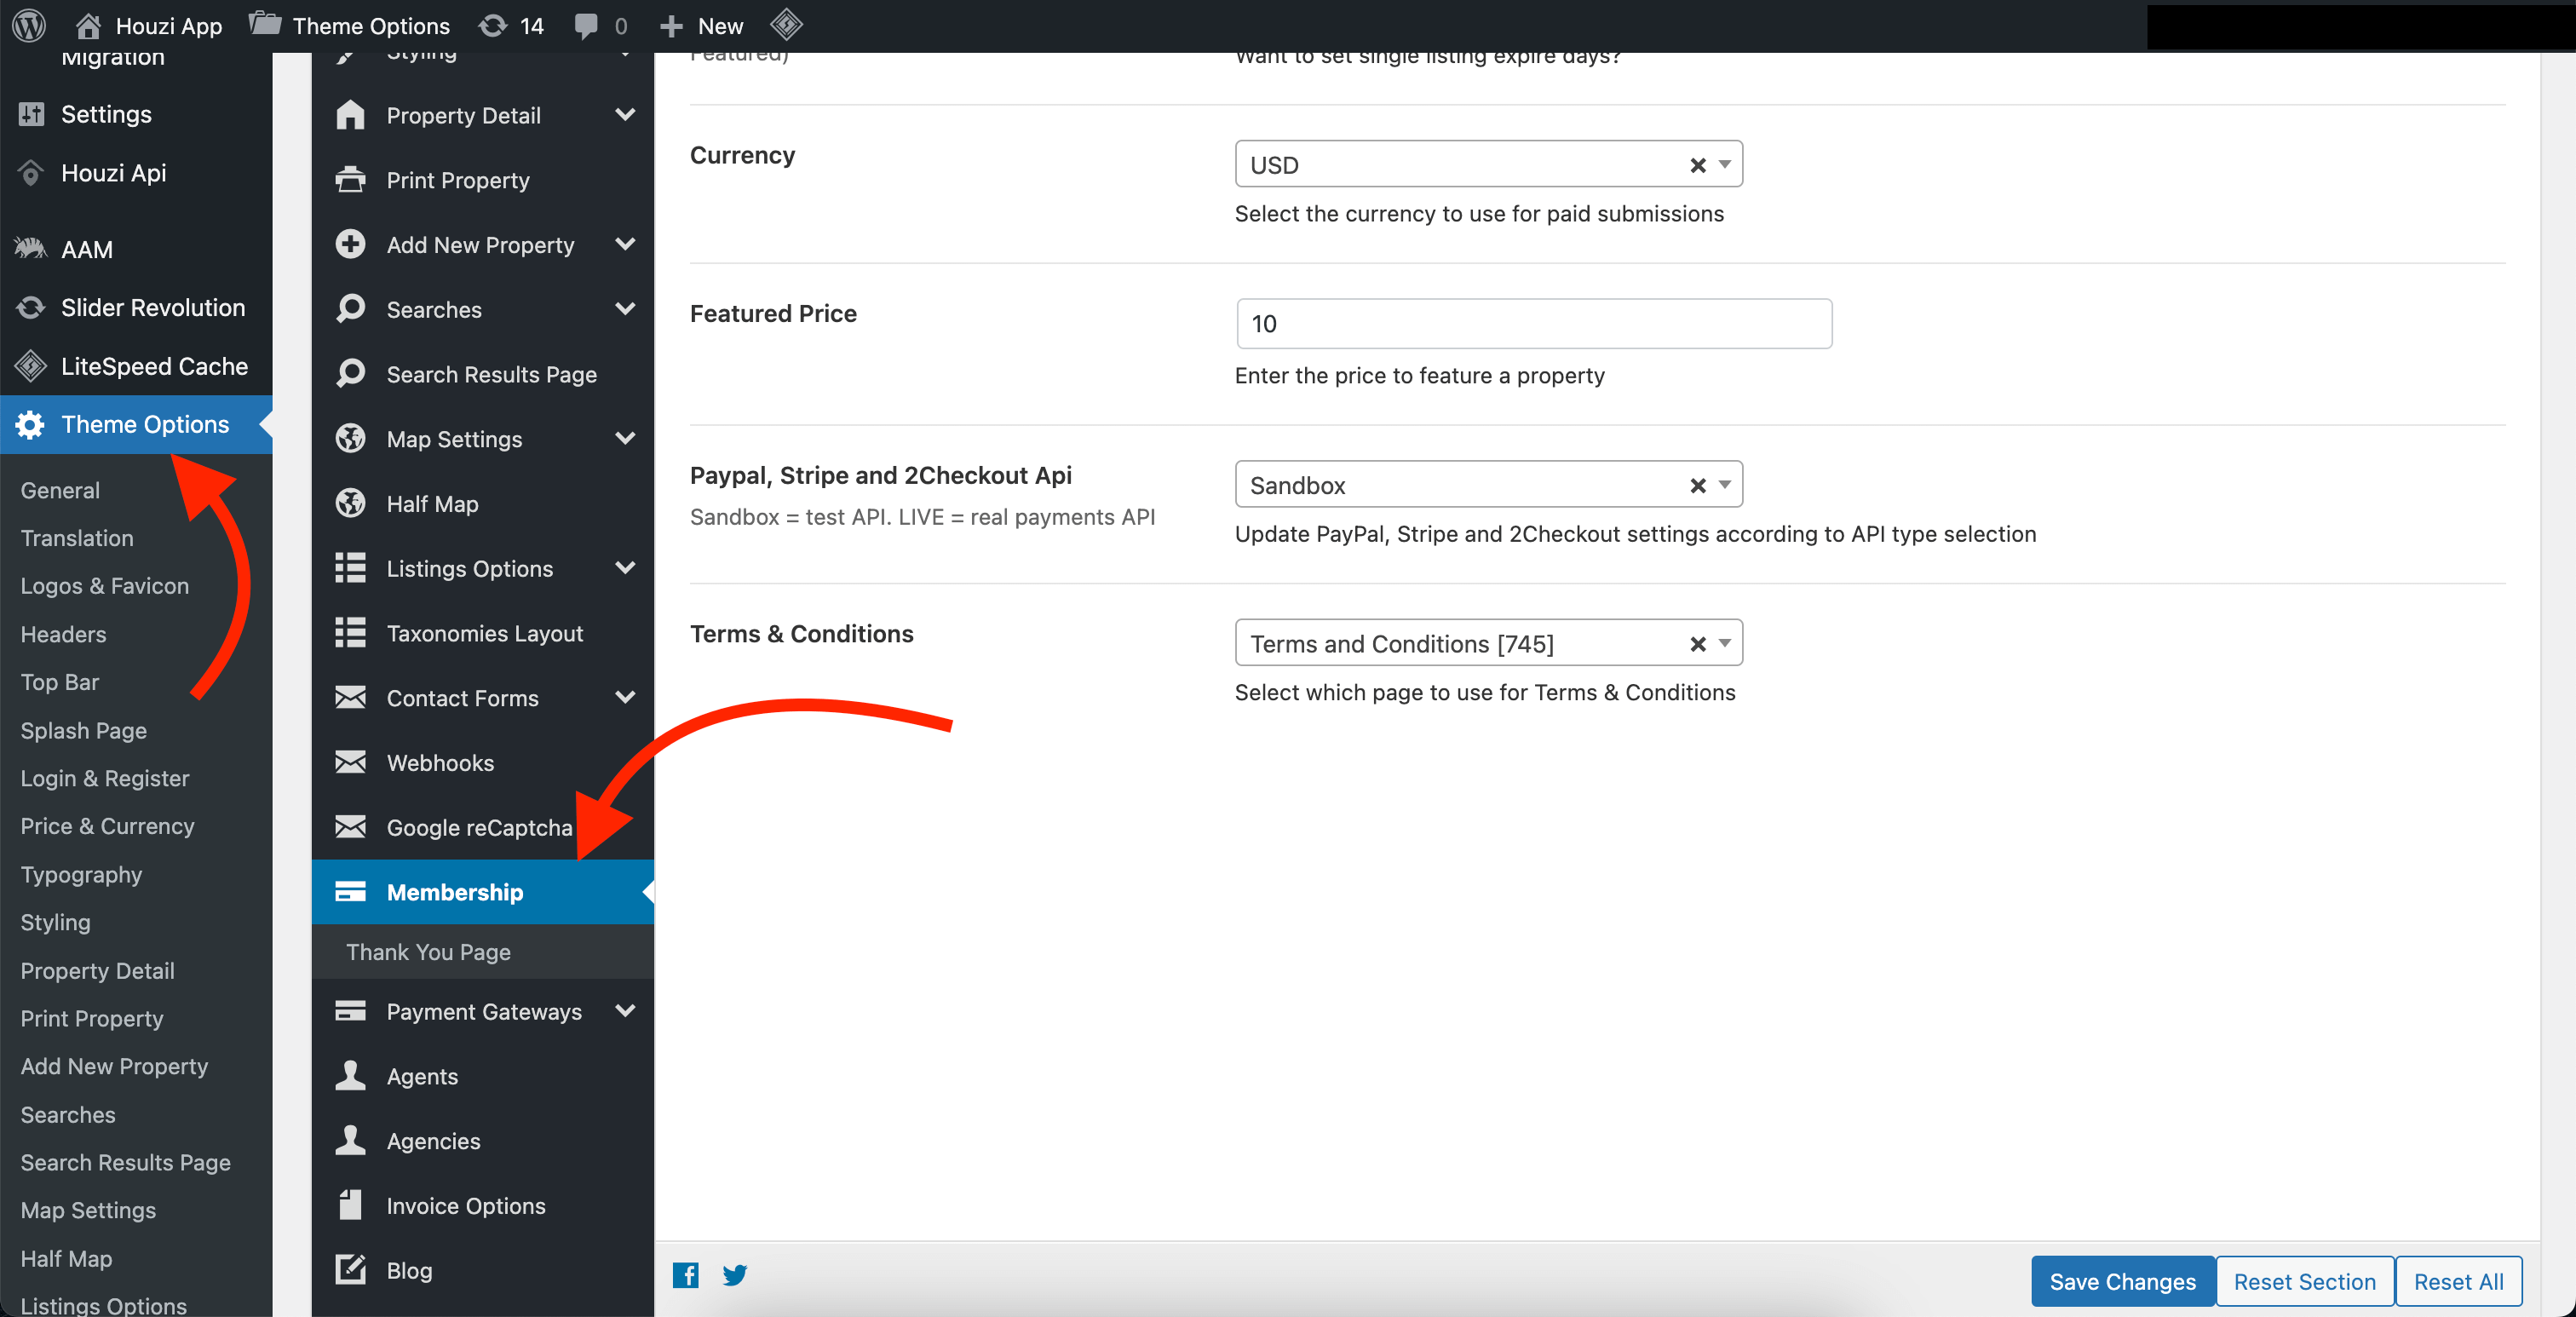 Houzi App
Theme Options
14
0
New
Migration
Settings
Houzi Api
AAM
Slider Revolution
LiteSpeed Cache
Theme Options
General
Translation
Logos & Favicon
Headers
Top Bar
Splash Page
Login & Register
Price & Currency
Typography
Styling
Property Detail
Print Property
Add New Property
Searches
Search Results Page
Map Settings
Half Map
Listings Options
Styling
Property Detail
Print Property
Add New Property
Searches
Search Results Page
Map Settings
Half Map
Listings Options
Taxonomies Layout
Contact Forms
Webhooks
Google reCaptcha
Membership
Thank You Page
Payment Gateways
Agents
Agencies
Invoice Options
Blog
Featured)
Want to set single listing expire days?
Currency
USD
Select the currency to use for paid submissions
Featured Price
10
Enter the price to feature a property
Paypal, Stripe and 2Checkout Api
Sandbox = test API. LIVE = real payments API
Sandbox
Update PayPal, Stripe and 2Checkout settings according to API type selection
Terms & Conditions
Terms and Conditions [745]
Select which page to use for Terms & Conditions
Save Changes
Reset Section
Reset All